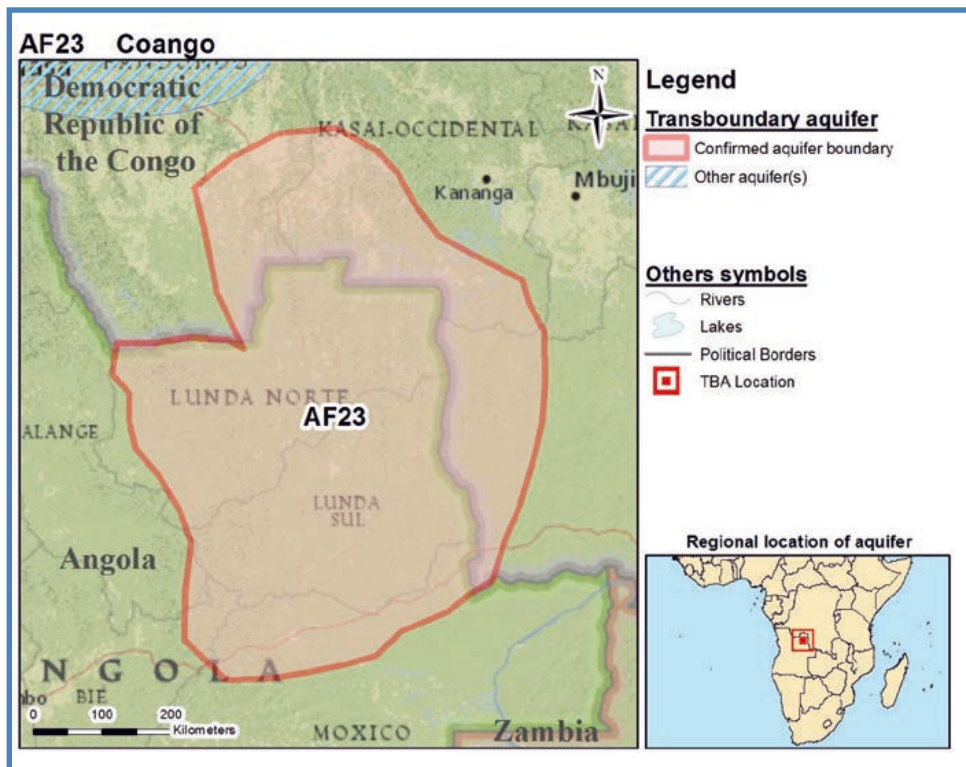 AF23 Coango
Democratic
Republic of
the Congo
KASAI-OCCIDENTAL
Kananga
Mbuji
N
LUNDA NORTE
AF23
ALANGE
LUNDA
SUL
Angola
NGOLA
BIÉ
MOXICO
Zambia
0 100 200
Kilometers
Legend
Transboundary aquifer
Confirmed aquifer boundary
Other aquifer(s)
Others symbols
Rivers
Lakes
Political Borders
TBA Location
Regional location of aquifer